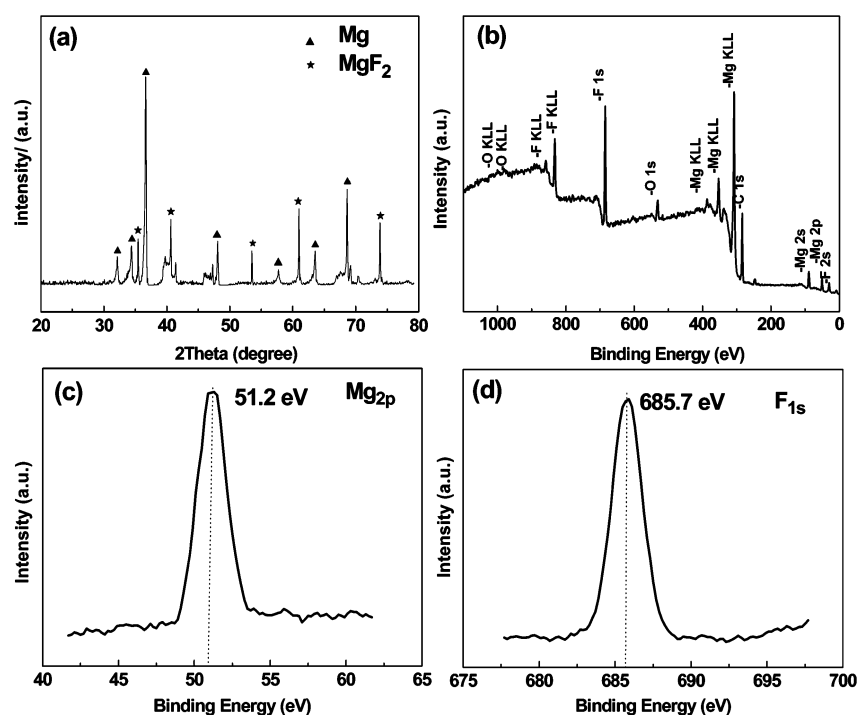 (a)
▲ Mg
★ MgF2
intensity/ (a.u.)
20 30 40 50 60 70 80
2Theta (degree)
(b)
-O KLL
-O KLL
-F KLL
-F KLL
-F 1s
-O 1s
-Mg KLL
-Mg KLL
-Mg KLL
-C 1s
-Mg 2s
-Mg 2p
-F 2s
Intensity (a.u.)
1000 800 600 400 200 0
Binding Energy (eV)
(c)
51.2 eV
Mg2p
Intensity (a.u.)
40 45 50 55 60 65
Binding Energy (eV)
(d)
685.7 eV
F1s
Intensity (a.u.)
675 680 685 690 695 700
Binding Energy (eV)